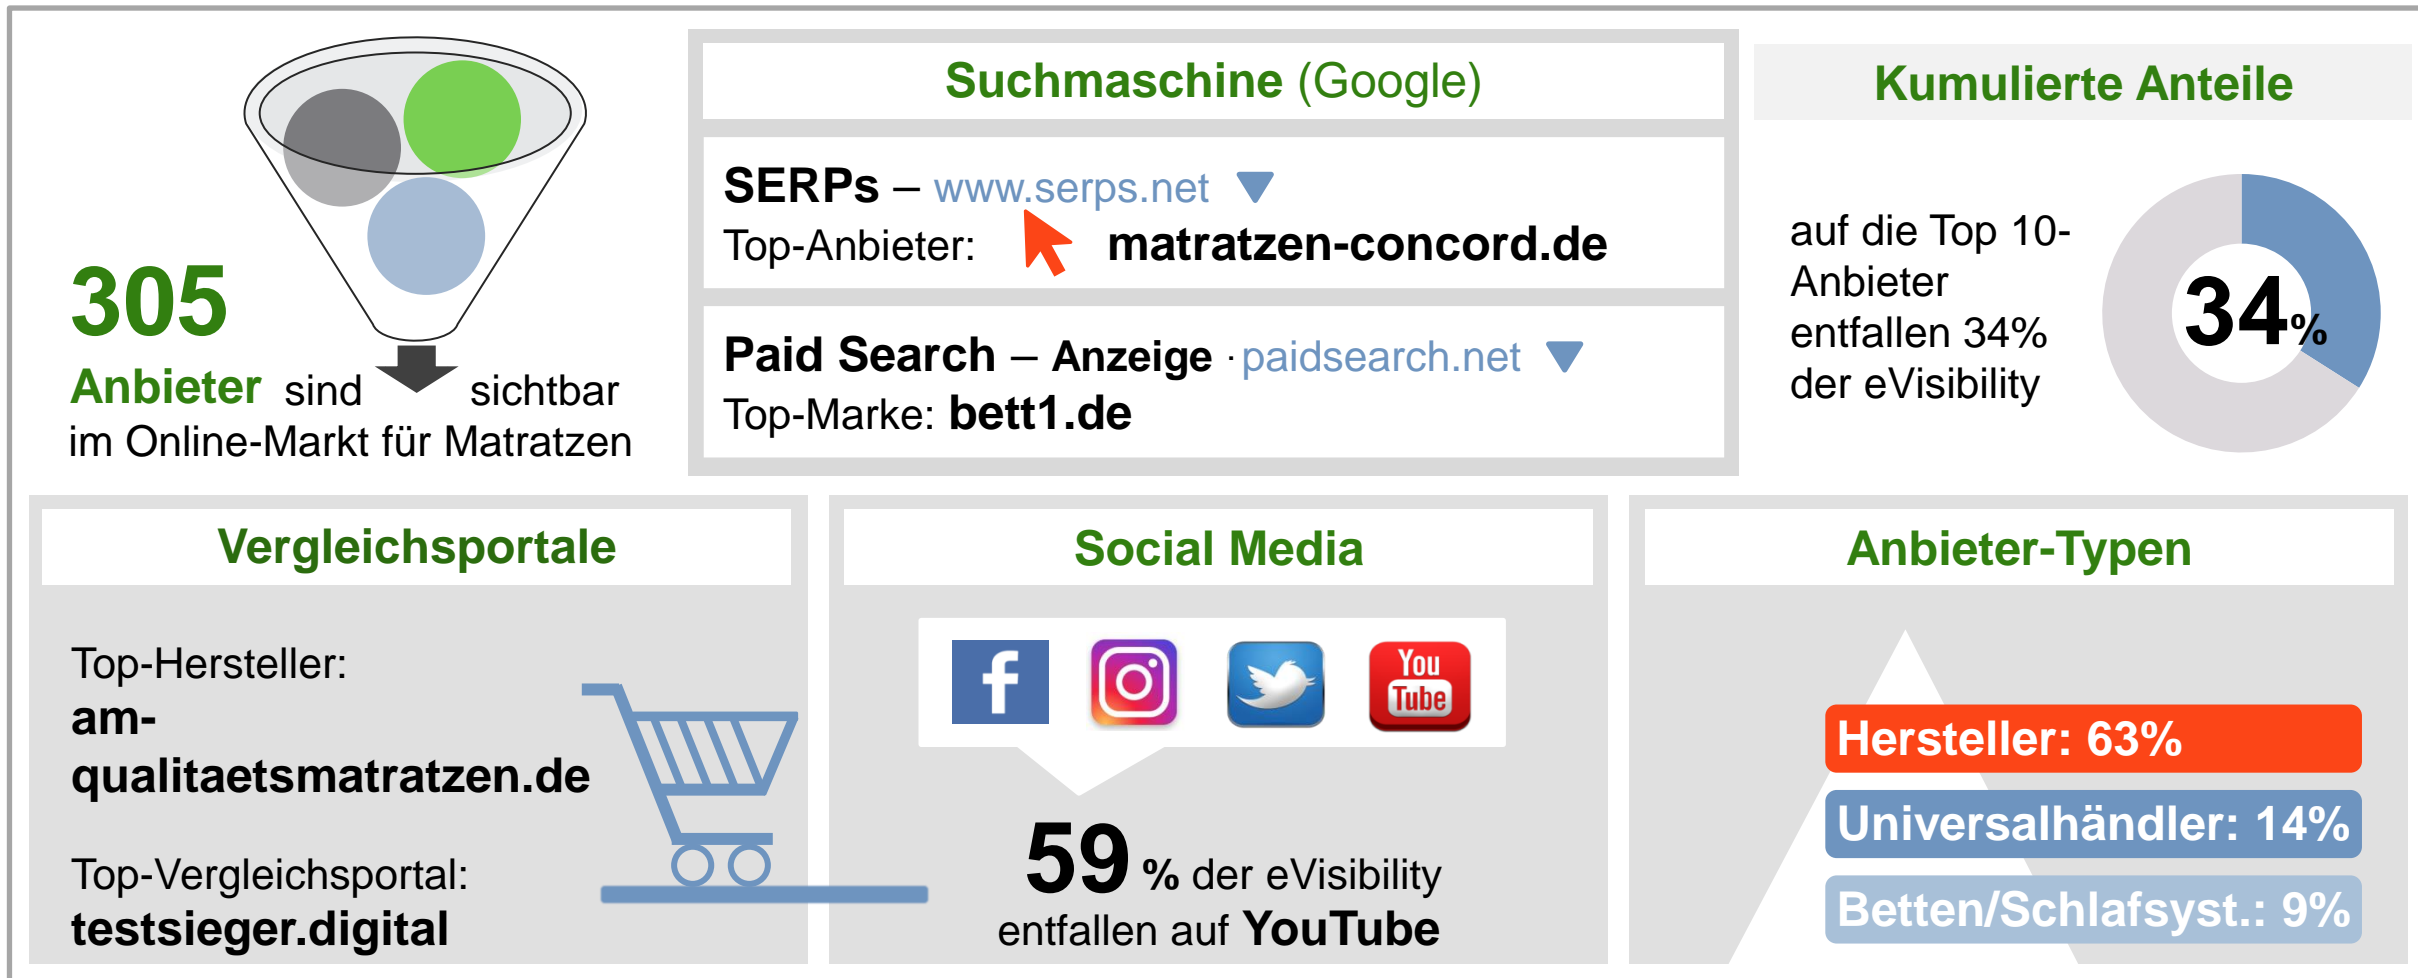 305
Anbieter sind sichtbar
im Online-Markt für Matratzen
Suchmaschine (Google)
SERPs – www.serps.net
Top-Anbieter: matratzen-concord.de
Paid Search – Anzeige · paidsearch.net
Top-Marke: bett1.de
Kumulierte Anteile
auf die Top 10-
Anbieter
entfallen 34%
der eVisibility
34%
Vergleichsportale
Top-Hersteller:
am-
qualitaetsmatratzen.de
Top-Vergleichsportal:
testsieger.digital
Social Media
f
You
Tube
59 % der eVisibility
entfallen auf YouTube
Anbieter-Typen
Hersteller: 63%
Universalhändler: 14%
Betten/Schlafsyst.: 9%